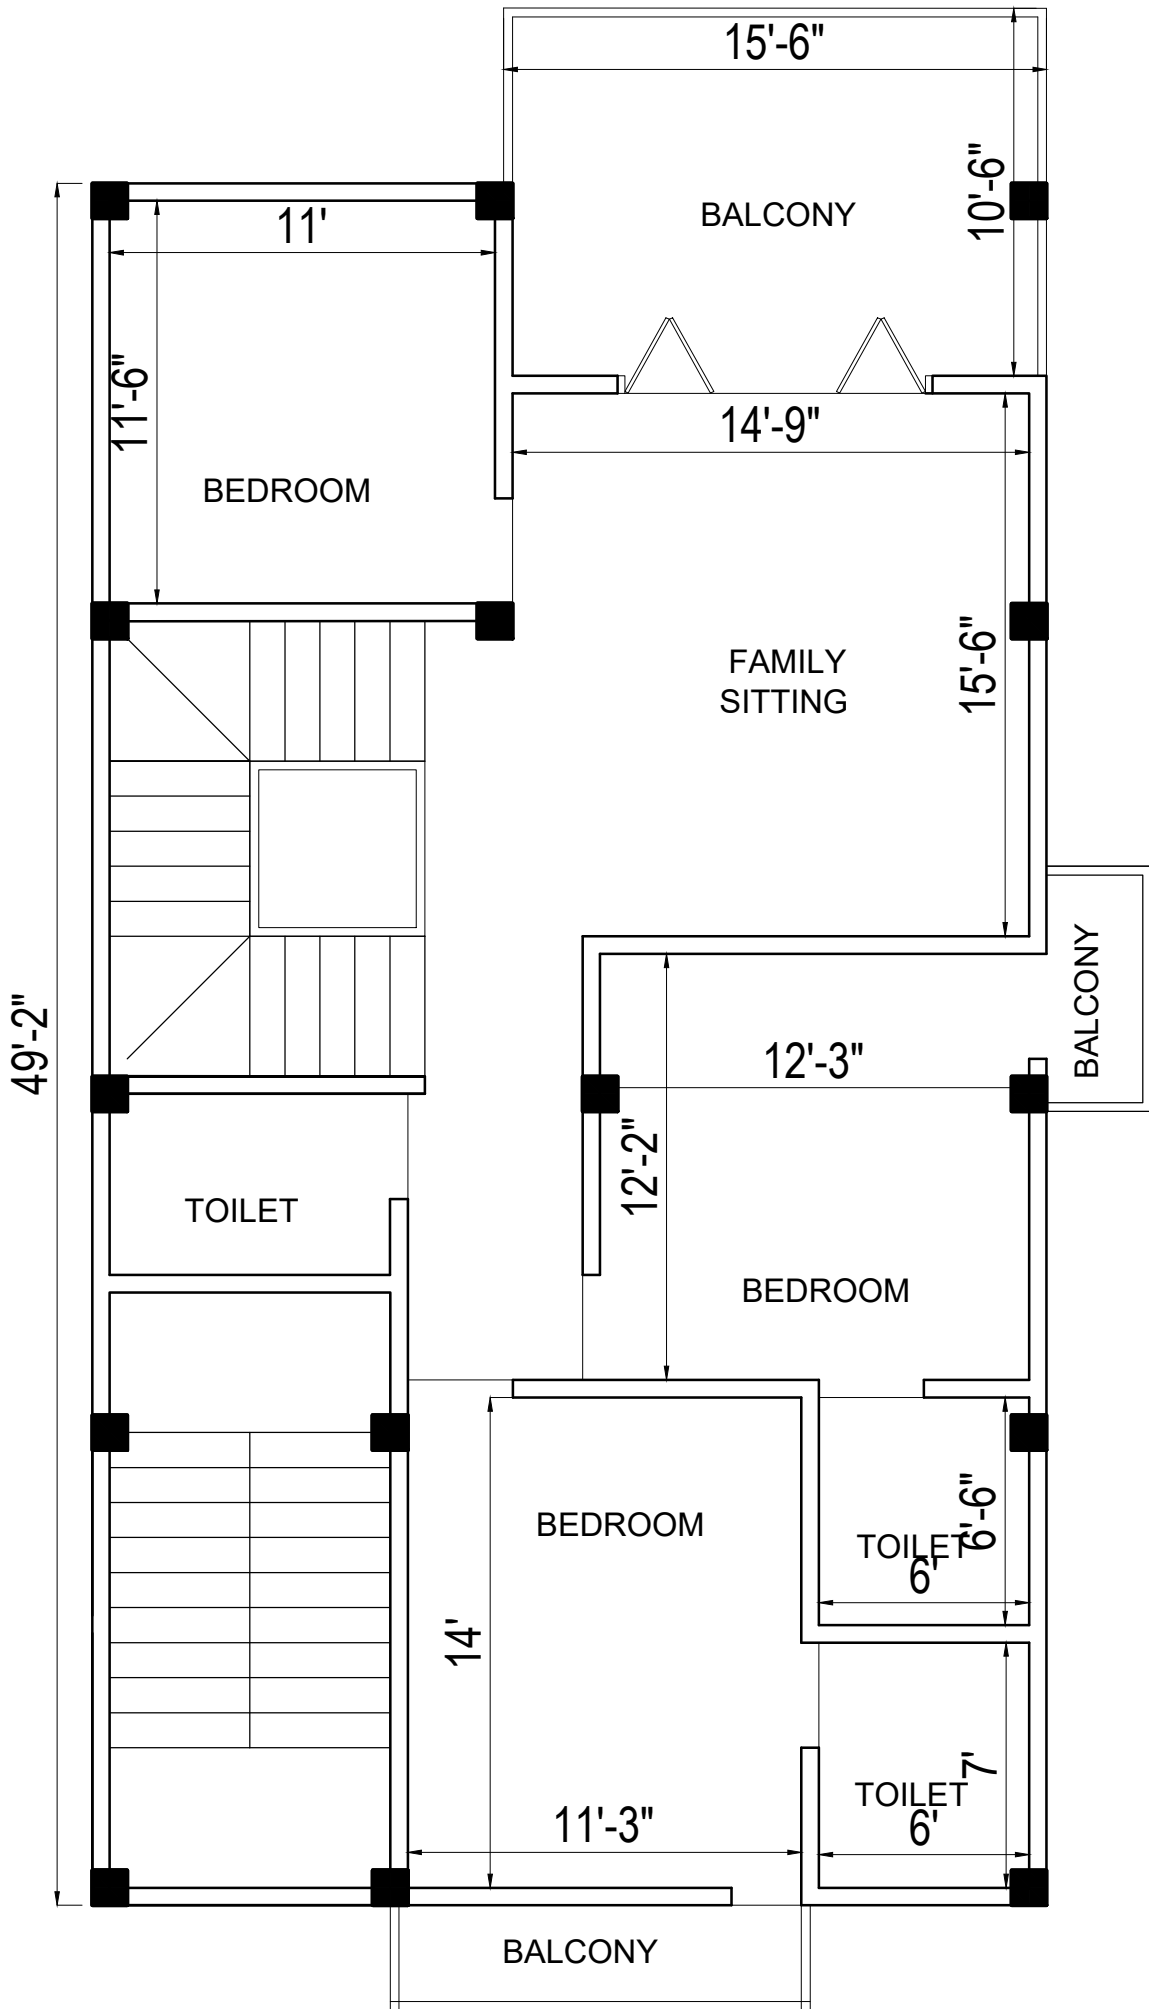 15'-6"
10'-6"
BALCONY
11'
11'-6"
14'-9"
BEDROOM
FAMILY
SITTING
15'-6"
BALCONY
49'-2"
12'-3"
12'-2"
TOILET
BEDROOM
BEDROOM
6'-6"
TOILET
6'
14'
7'
TOILET
11'-3"
6'
BALCONY